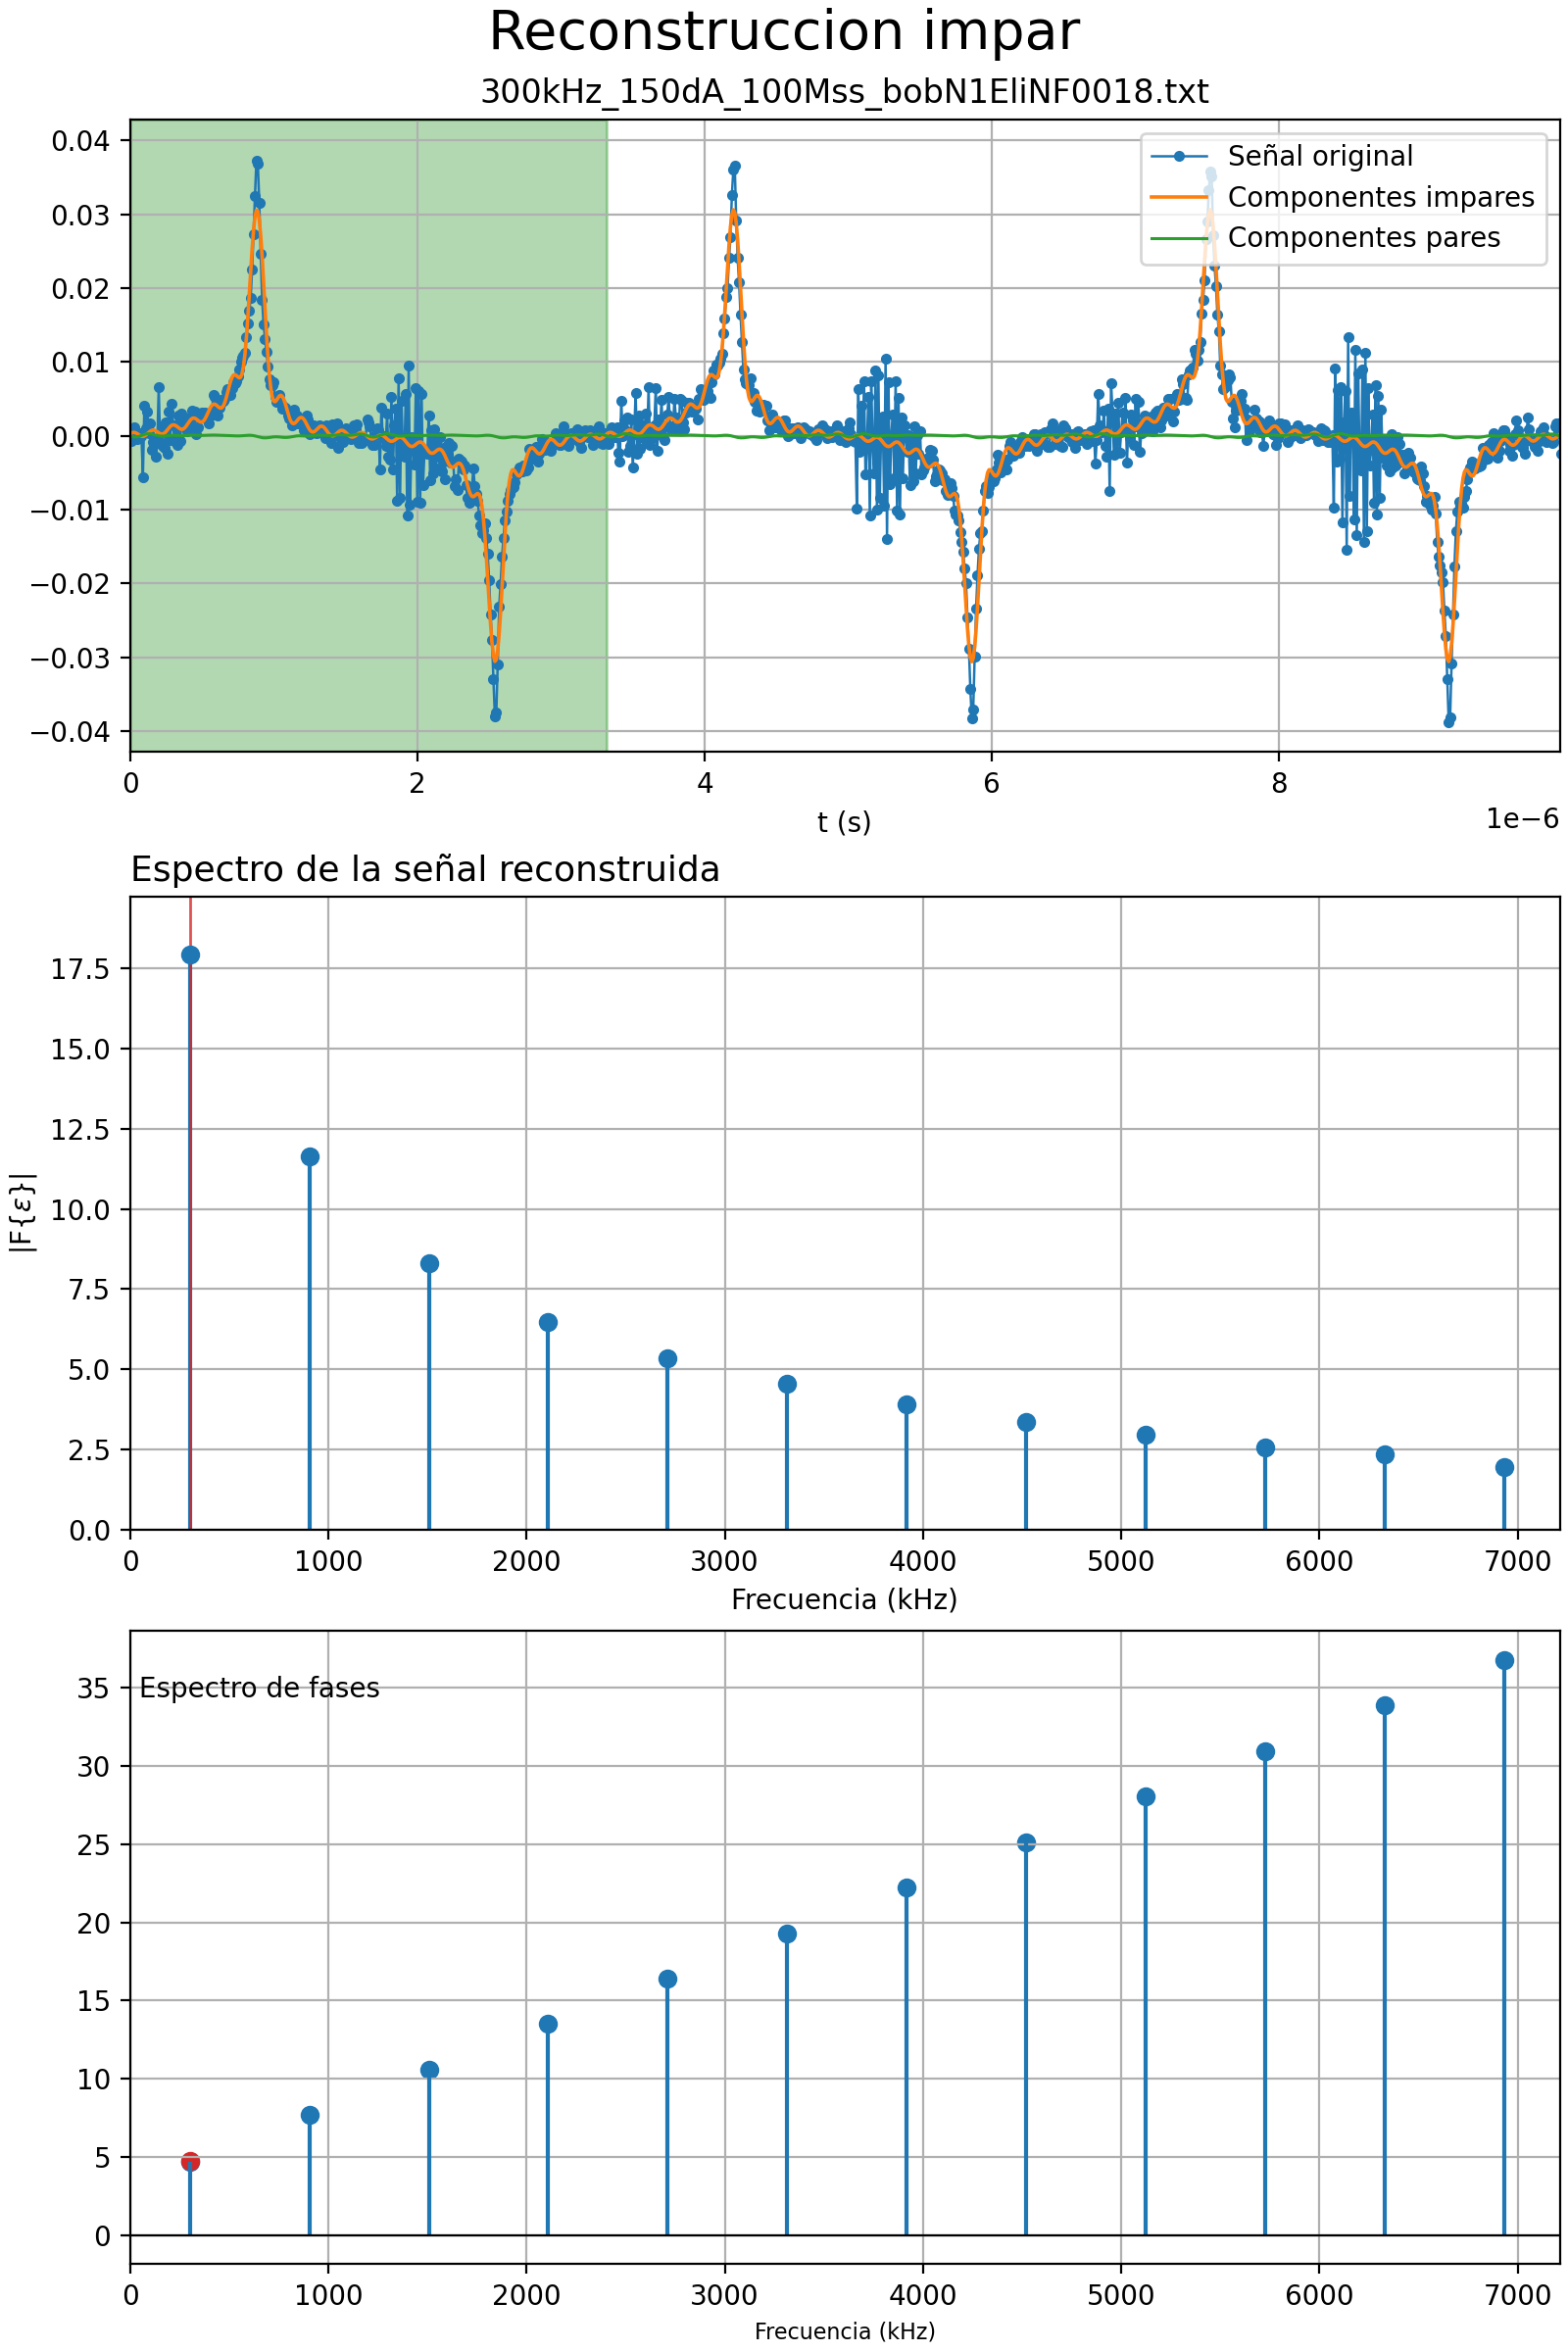 Reconstruccion impar
300kHz_150dA_100Mss_bobN1EliNF0018.txt
0.04
0.03
0.02
0.01
0.00
−0.01
−0.02
−0.03
−0.04
Señal original
Componentes impares
Componentes pares
0 2 4 6 8
t (s)
1e−6
Espectro de la señal reconstruida
17.5
15.0
12.5
10.0
7.5
5.0
2.5
0.0
|F{ε}|
0 1000 2000 3000 4000 5000 6000 7000
Frecuencia (kHz)
Espectro de fases
35
30
25
20
15
10
5
0
0 1000 2000 3000 4000 5000 6000 7000
Frecuencia (kHz)